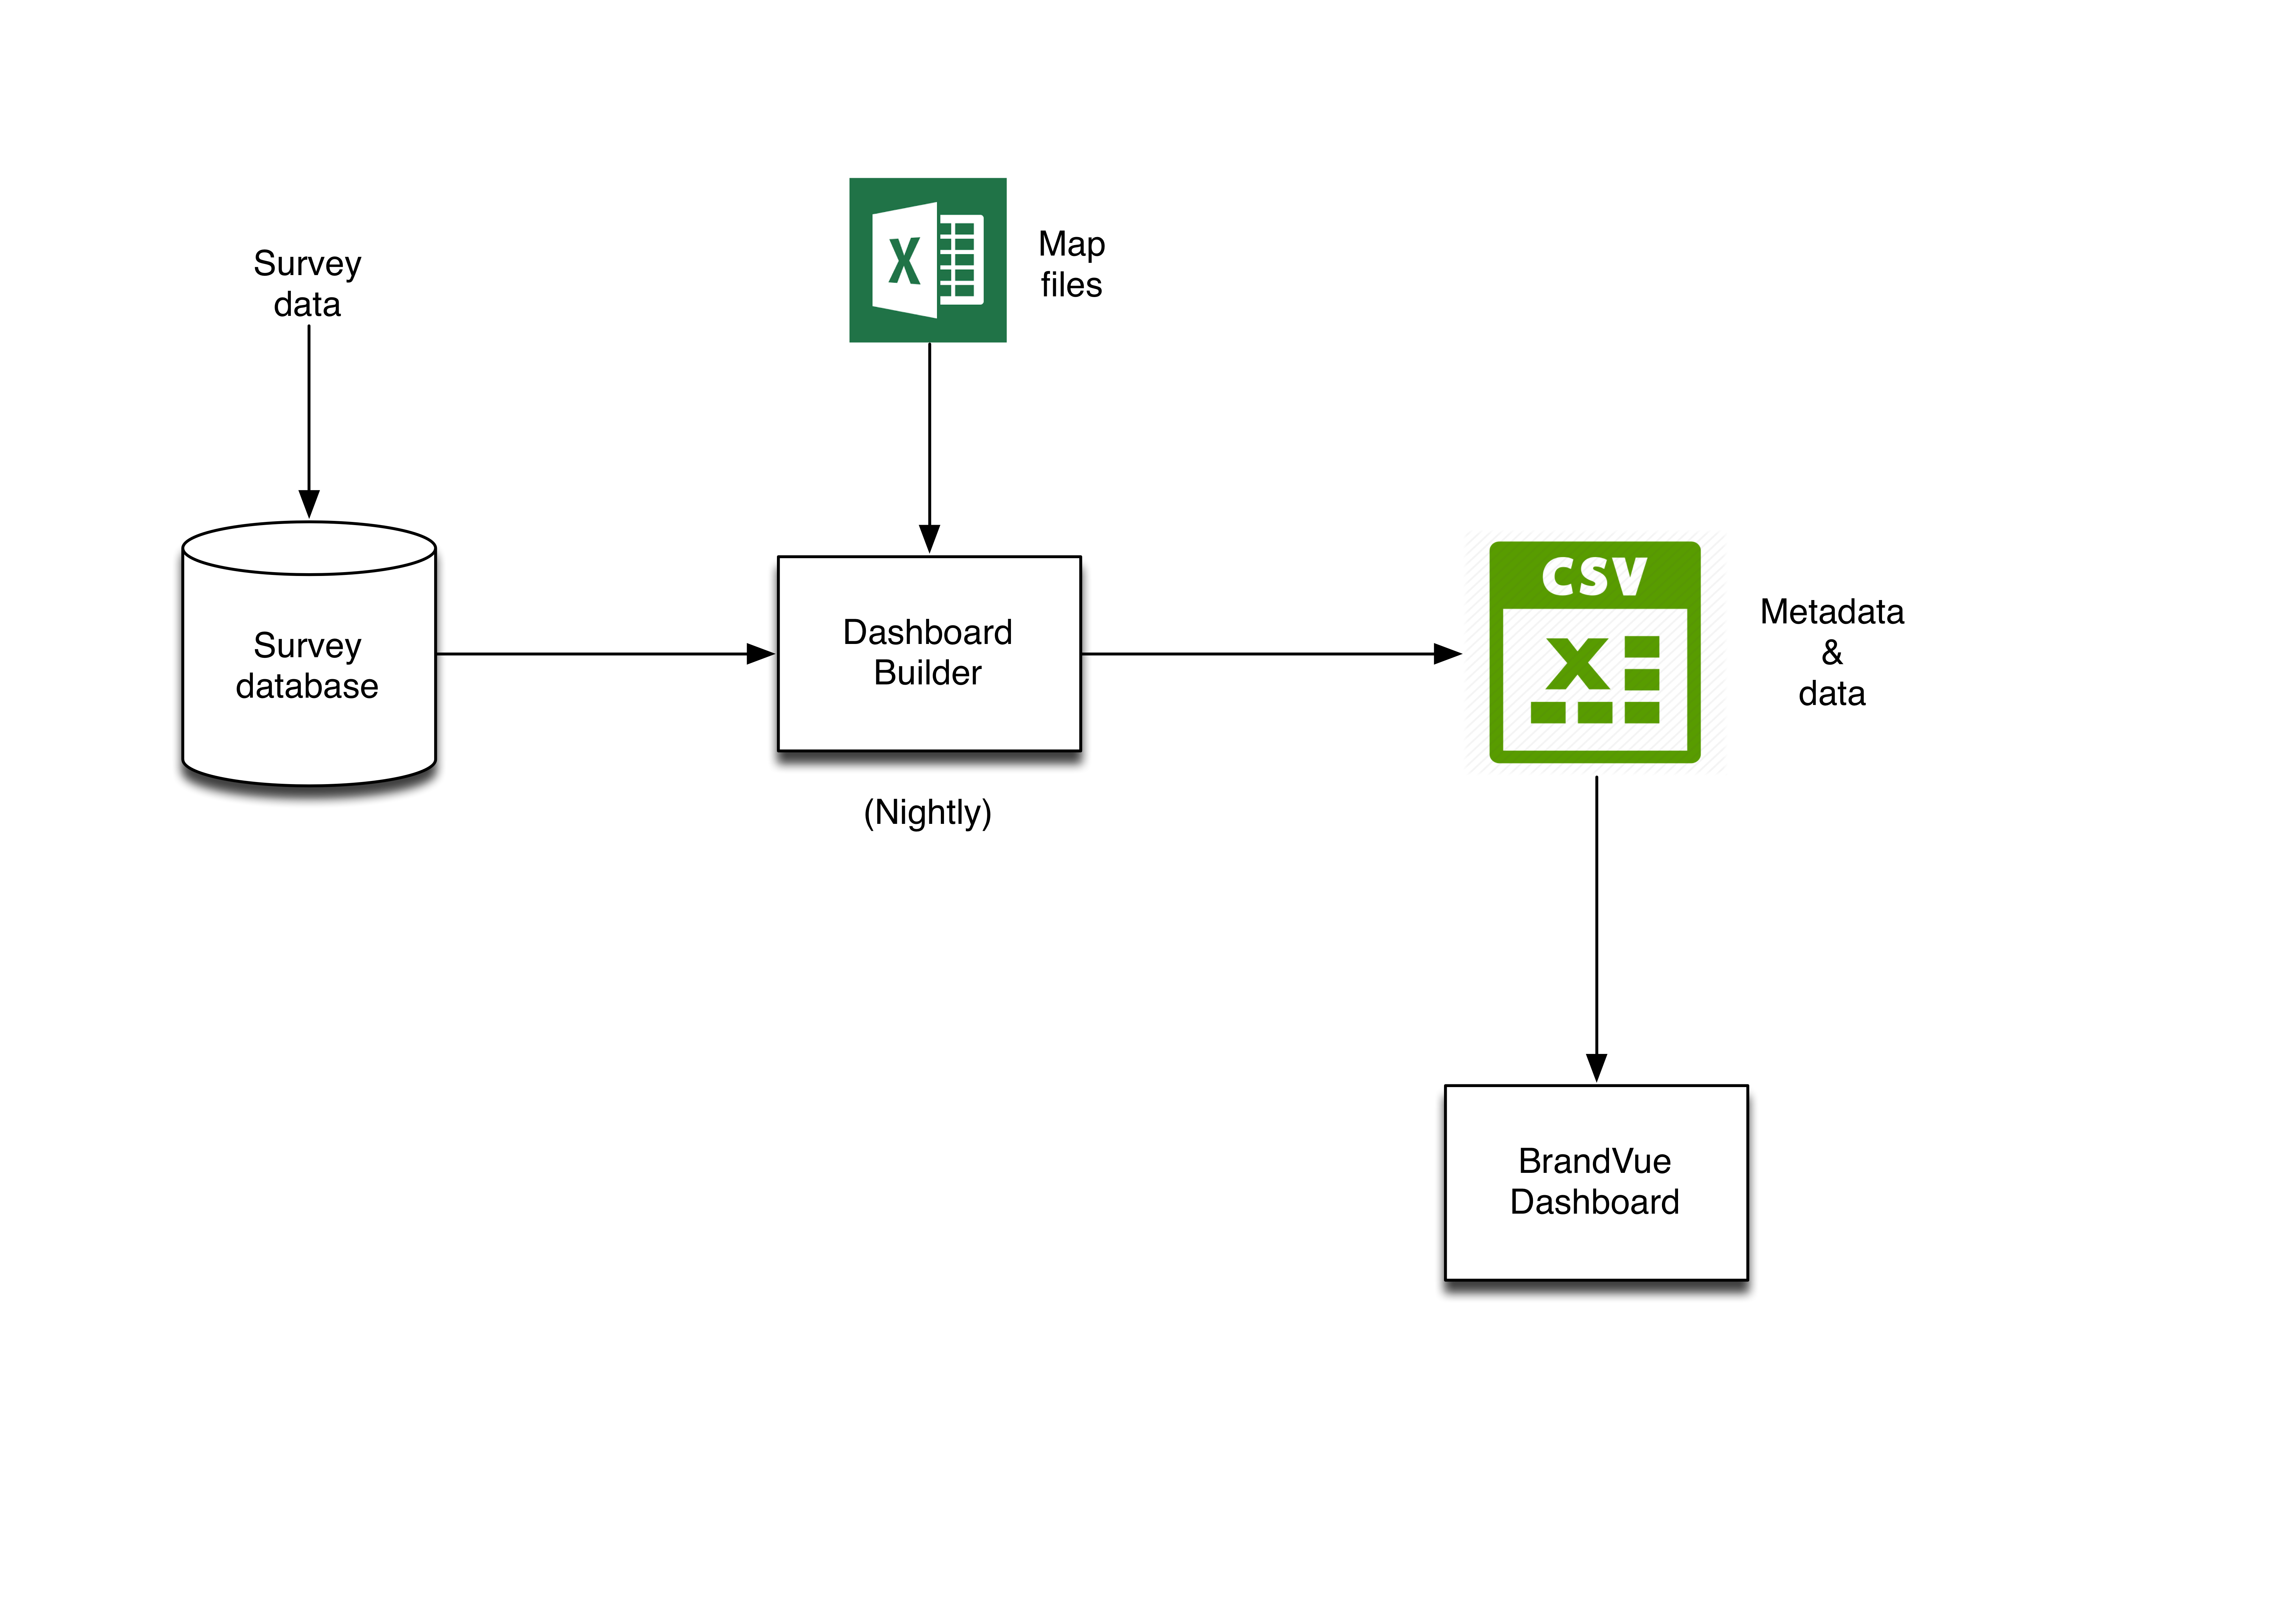 Survey
data
X
Map
files
Survey
database
Dashboard
Builder
(Nightly)
CSV
X
Metadata
&
data
BrandVue
Dashboard